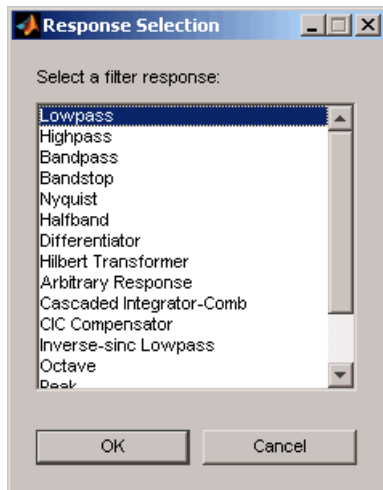 Response Selection
Select a filter response:
Lowpass
Highpass
Bandpass
Bandstop
Nyquist
Halfband
Differentiator
Hilbert Transformer
Arbitrary Response
Cascaded Integrator-Comb
CIC Compensator
Inverse-sinc Lowpass
Octave
Peak
OK Cancel